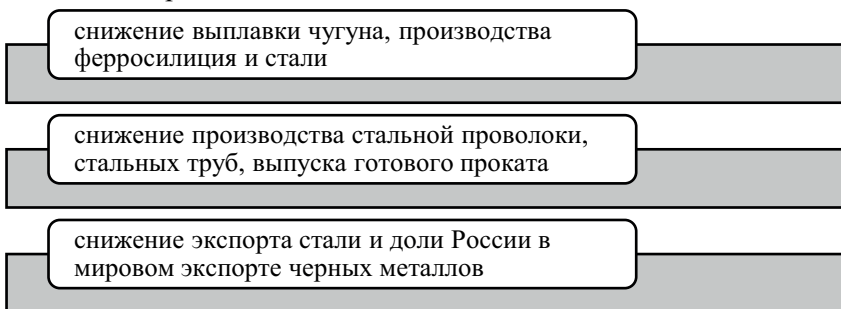 снижение выплавки чугуна, производства
ферросилиция и стали
снижение производства стальной проволоки,
стальных труб, выпуска готового проката
снижение экспорта стали и доли России в
мировом экспорте черных металлов